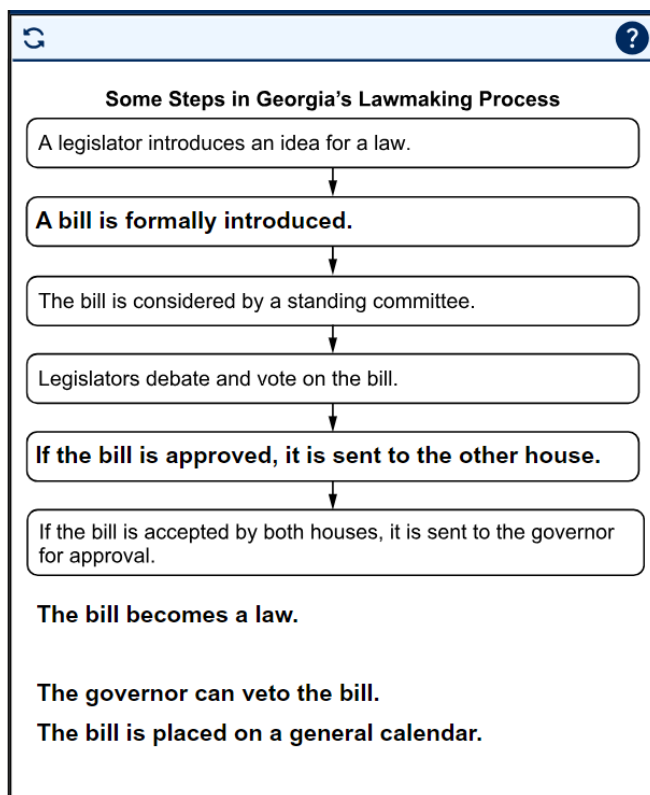 ?
Some Steps in Georgia’s Lawmaking Process
A legislator introduces an idea for a law.
A bill is formally introduced.
The bill is considered by a standing committee.
Legislators debate and vote on the bill.
If the bill is approved, it is sent to the other house.
If the bill is accepted by both houses, it is sent to the governor
for approval.
The bill becomes a law.
The governor can veto the bill.
The bill is placed on a general calendar.